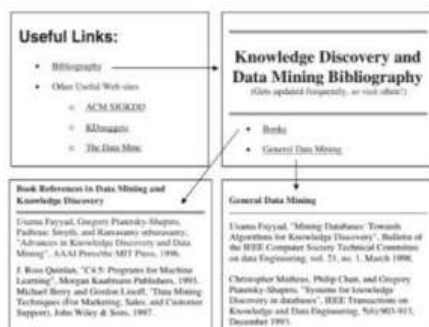 Useful Links:
Bibliography
Other Useful Web sites
ACM SIGKDD
KDnuggets
The Data Mine
Knowledge Discovery and
Data Mining Bibliography
(Gets updated frequently, so visit often!)
Books
General Data Mining
Book References in Data Mining and
Knowledge Discovery
Usama Fayyad, Gregory Piatetsky-Shapiro,
Padhraic Smyth, and Ramasamy
"Advances in Knowledge Discovery and Data
Mining", AAAI Press/the MIT Press, 1996.
J. Ross Quinlan, "C4.5: Programs for Machine
Learning", Morgan Kaufmann Publishers, 1993.
Michael Berry and Gordon Linoff, "Data Mining
Techniques (For Marketing, Sales, and Customer
Support), John Wiley & Sons, 1997.
General Data Mining
Usama Fayyad, "Mining Databases: Towards
Algorithms for Knowledge Discovery", Bulletin of
the IEEE Computer Society Technical Committee
on data Engineering, vol. 21, no. 1, March 1998.
Christopher Matheus, Philip Chan, and Gregory
Piatetsky-Shapiro, "Systems for knowledge
Discovery in databases", IEEE Transactions on
Knowledge and Data Engineering, 5(6):903-913,
December 1993.